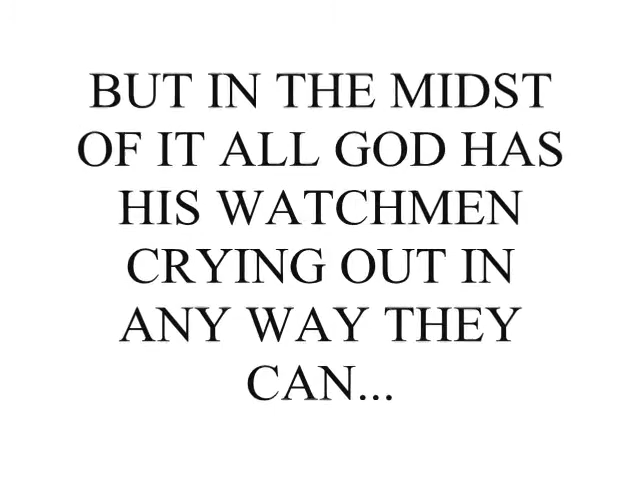 BUT IN THE MIDST
OF IT ALL GOD HAS
HIS WATCHMEN
CRYING OUT IN
ANY WAY THEY
CAN...